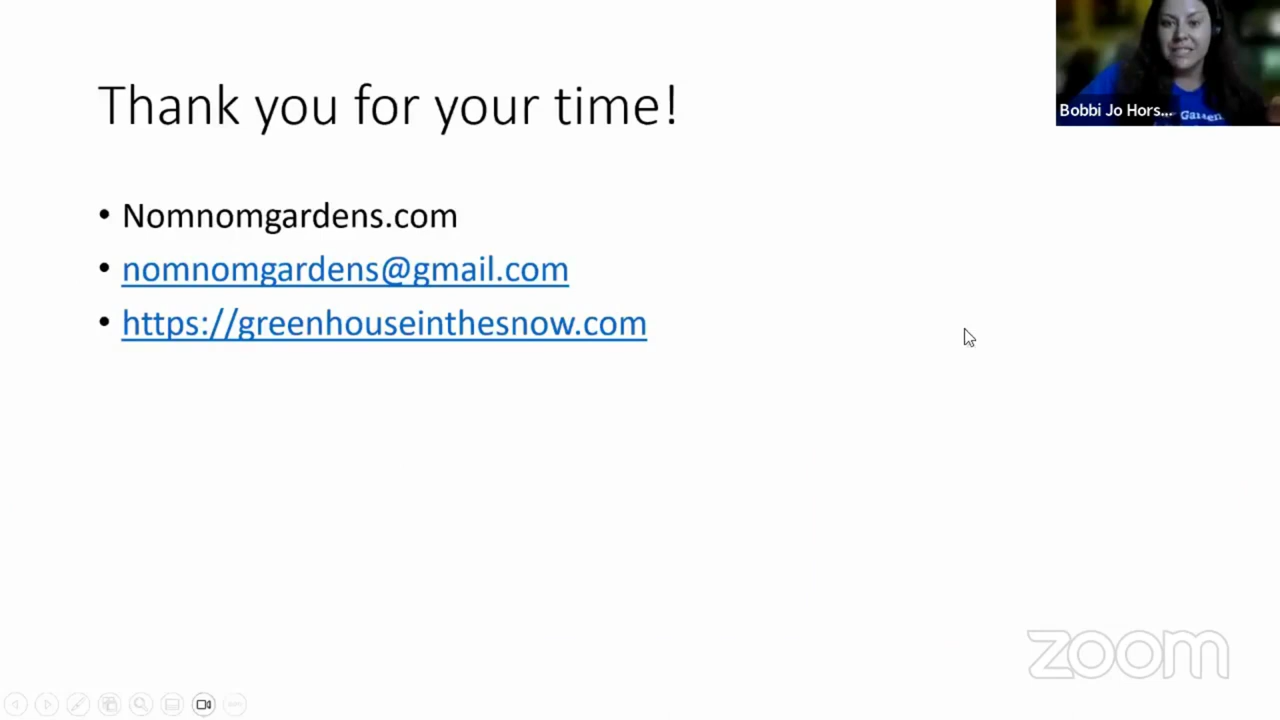 Thank you for your time!
Bobbi Jo Hors...
• Nomnomgardens.com
• nomnomgardens@gmail.com
• https://greenhouseinthesnow.com
zoom